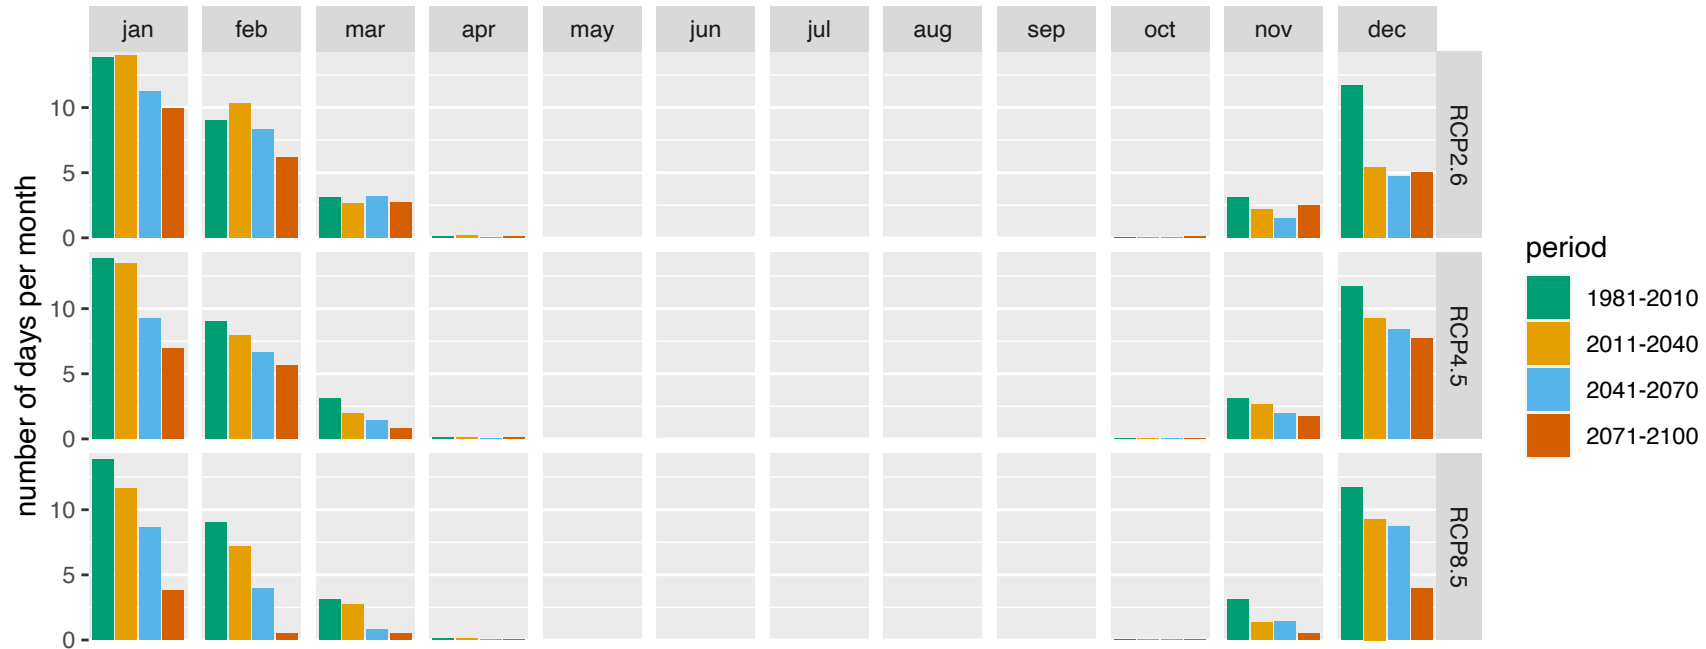 jan feb mar apr may jun jul aug sep oct nov dec
number of days per month
10
5
0
RCP2.6
10
5
0
RCP4.5
10
5
0
RCP8.5
period
1981-2010
2011-2040
2041-2070
2071-2100